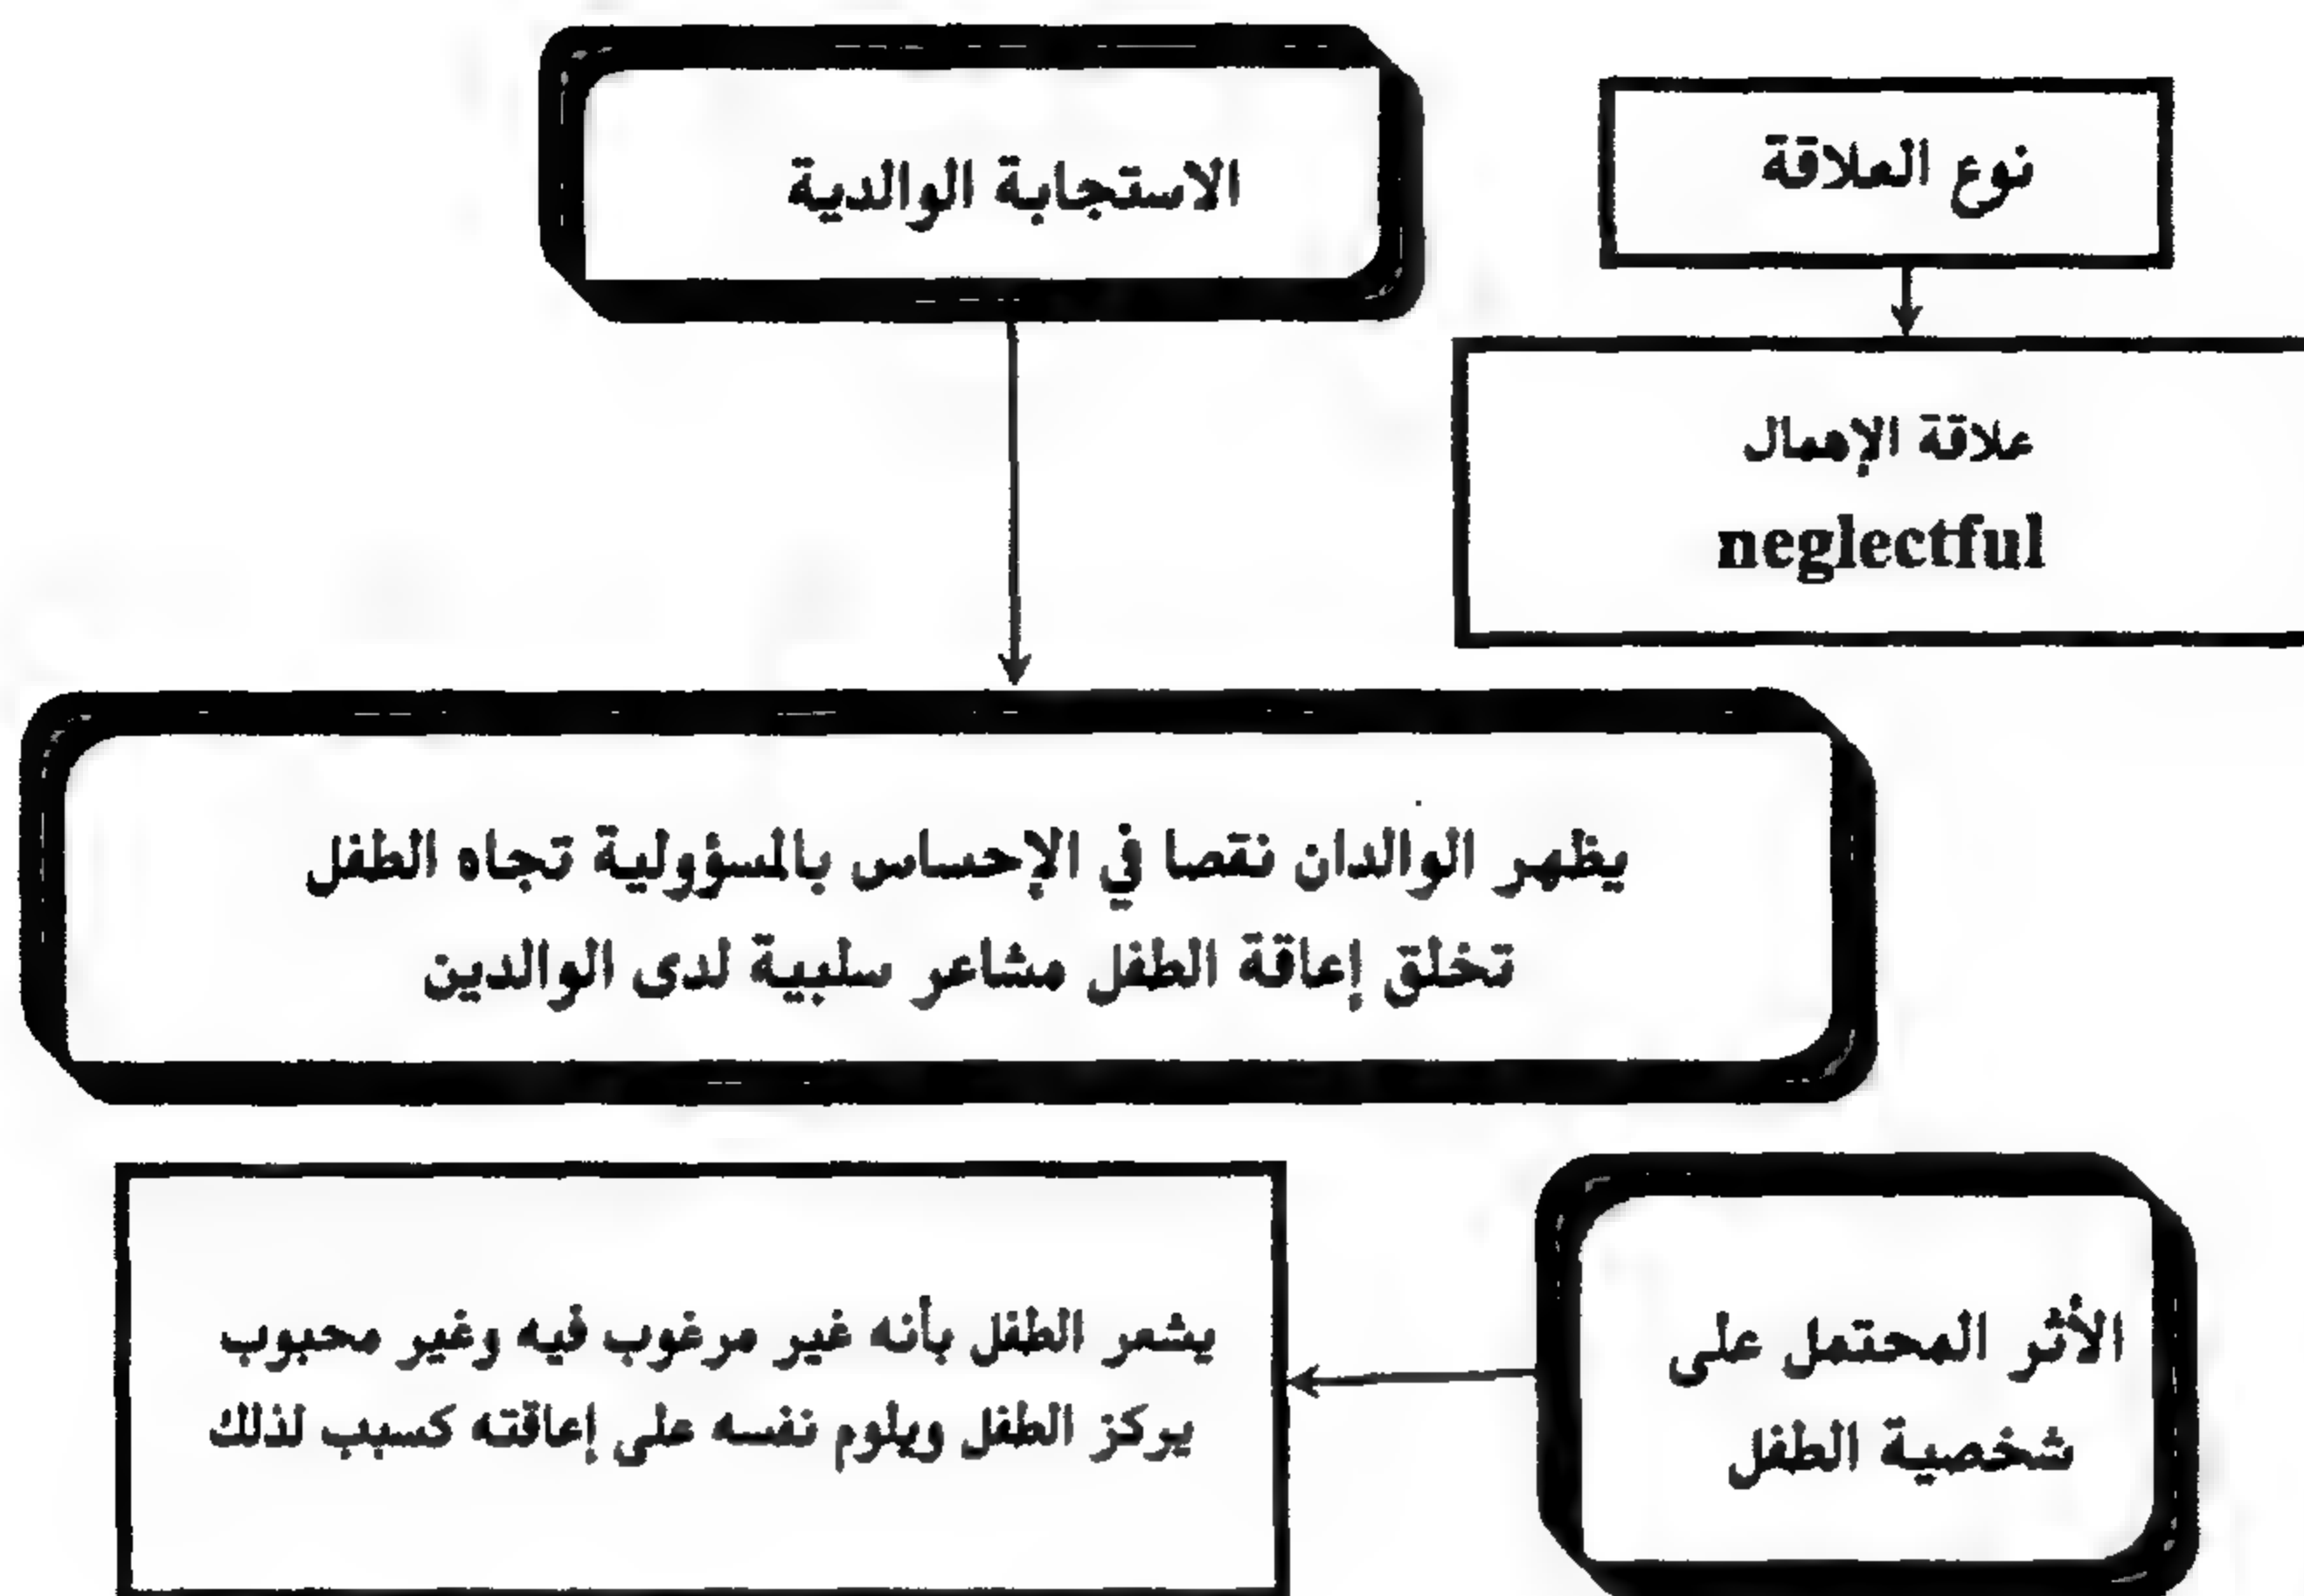 نوع العلاقة
الاستجابة الوالدية
علاقة الإهمال
neglectful
يظهر الوالدان نقصا في الإحساس بالمسؤولية تجاه الطفل
تخلق إعاقة الطفل مشاعر سلبية لدى الوالدين
الأثر المحتمل على
شخصية الطفل
يشعر الطفل بأنه غير مرغوب فيه وغير محبوب
يركز الطفل ويلوم نفسه على إعاقته كسبب لذلك